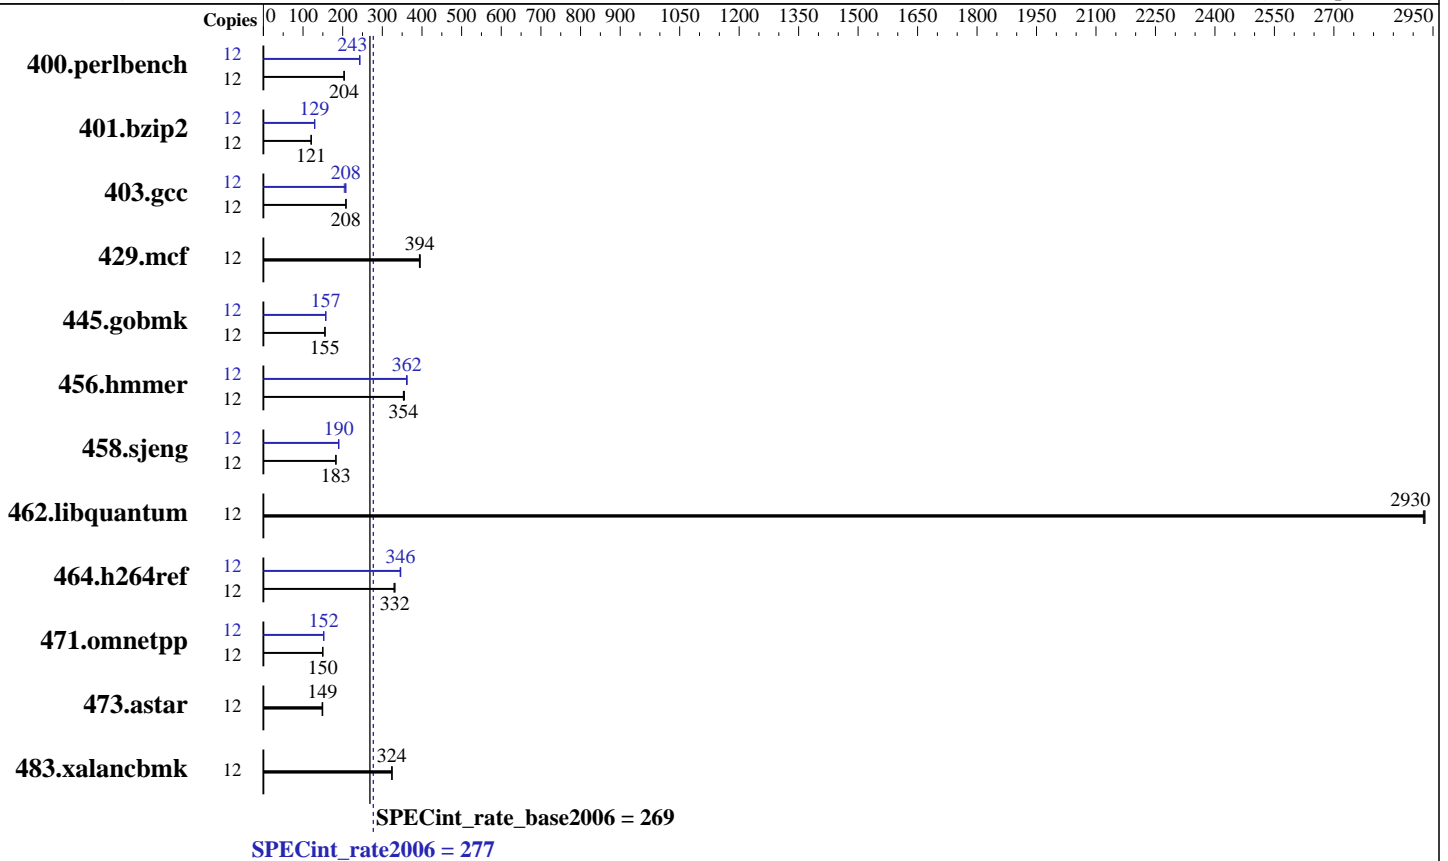 Copies 0 100 200 300 400 500 600 700 800 900 1050 1200 1350 1500 1650 1800 1950 2100 2250 2400 2550 2700 2950
400.perlbench 12 243
12 204
401.bzip2 12 129
12 121
403.gcc 12 208
12 208
429.mcf 12 394
445.gobmk 12 157
12 155
456.hmmer 12 362
12 354
458.sjeng 12 190
12 183
462.libquantum 12 2930
464.h264ref 12 346
12 332
471.omnetpp 12 152
12 150
473.astar 12 149
483.xalancbmk 12 324
SPECint_rate_base2006 = 269
SPECint_rate2006 = 277